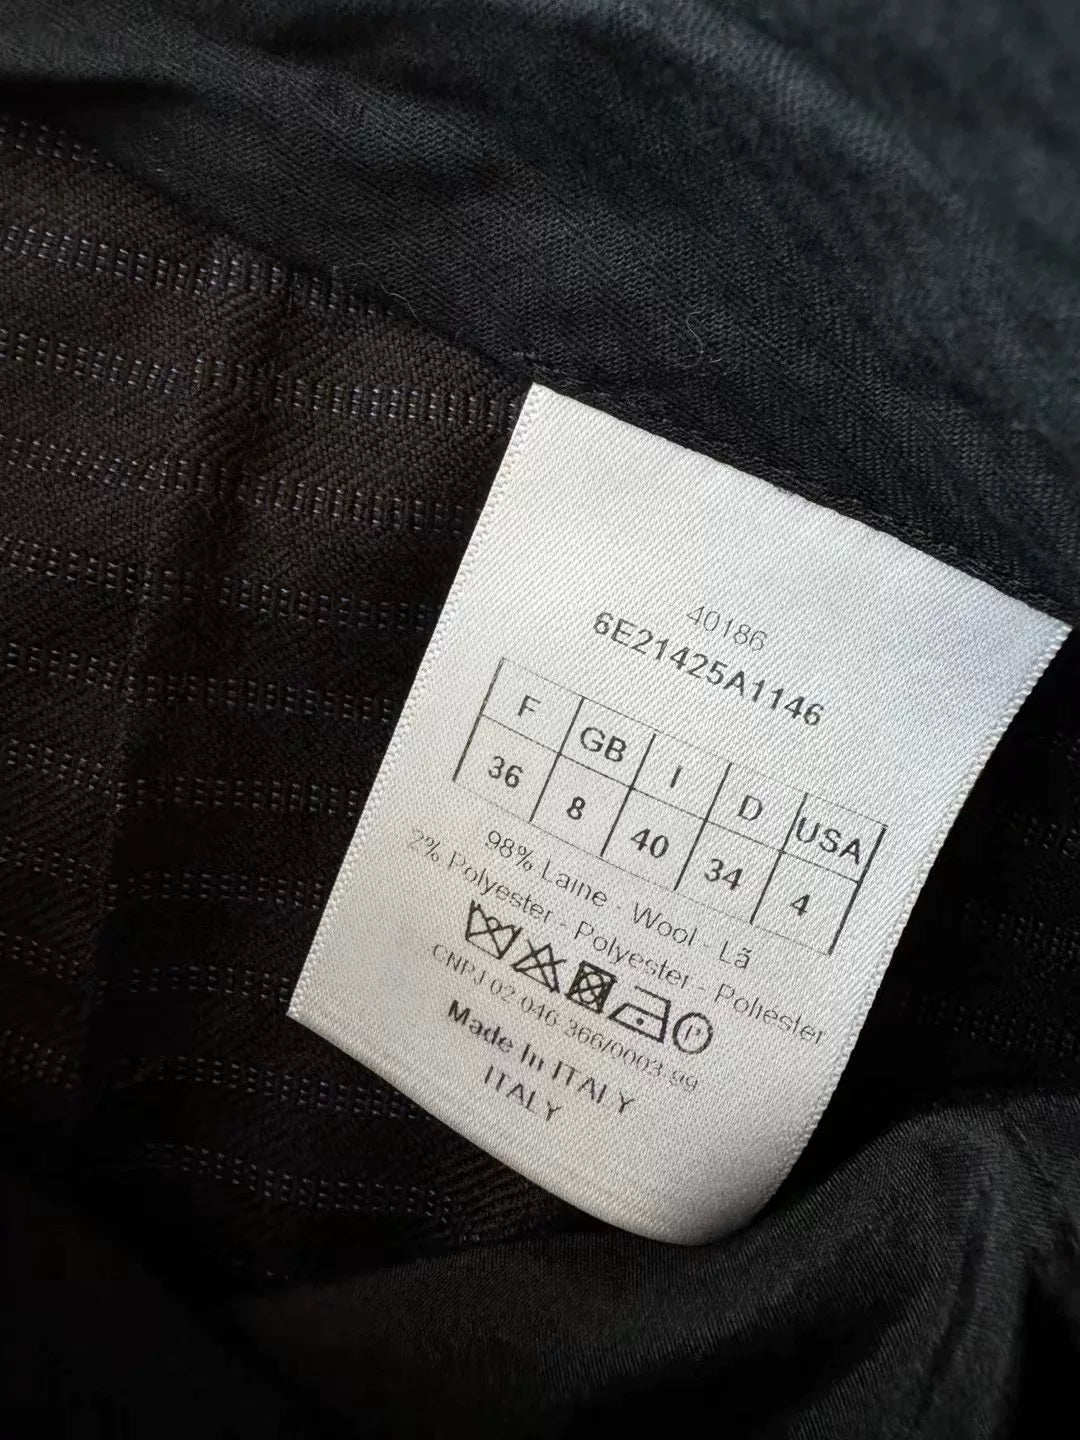 40186
6E21425A1146
F GB I D USA
36 8 40 34 4
98% Laine - Wool - Lã
2% Polyester - Polyester - Poliester
P
CNPJ 02 046 366/0003-99
Made In ITALY
ITALY